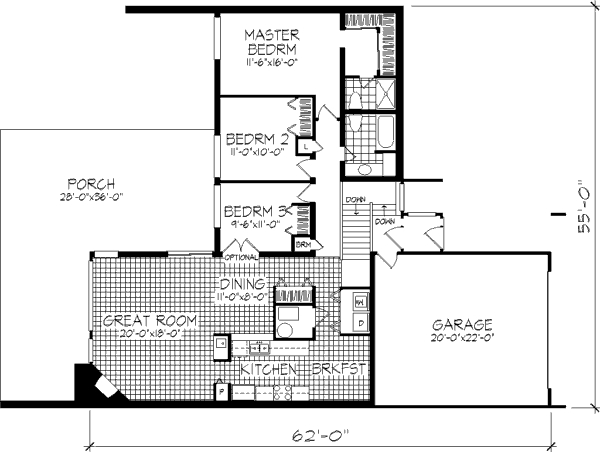 MASTER
BEDRM
11'-6"x16'-0"
BEDRM 2
11'-0"x10'-0"
L
PORCH
28'-0"x36'-0"
BEDRM 3
9'-6"x11'-0"
BRM
DOWN
DOWN
55'-0"
OPTIONAL
DINING
11'-0"x8'-0"
GREAT ROOM
20'-0"x18'-0"
W
D
GARAGE
20'-0"x22'-0"
KITCHEN
BRKFST
P
62'-0"